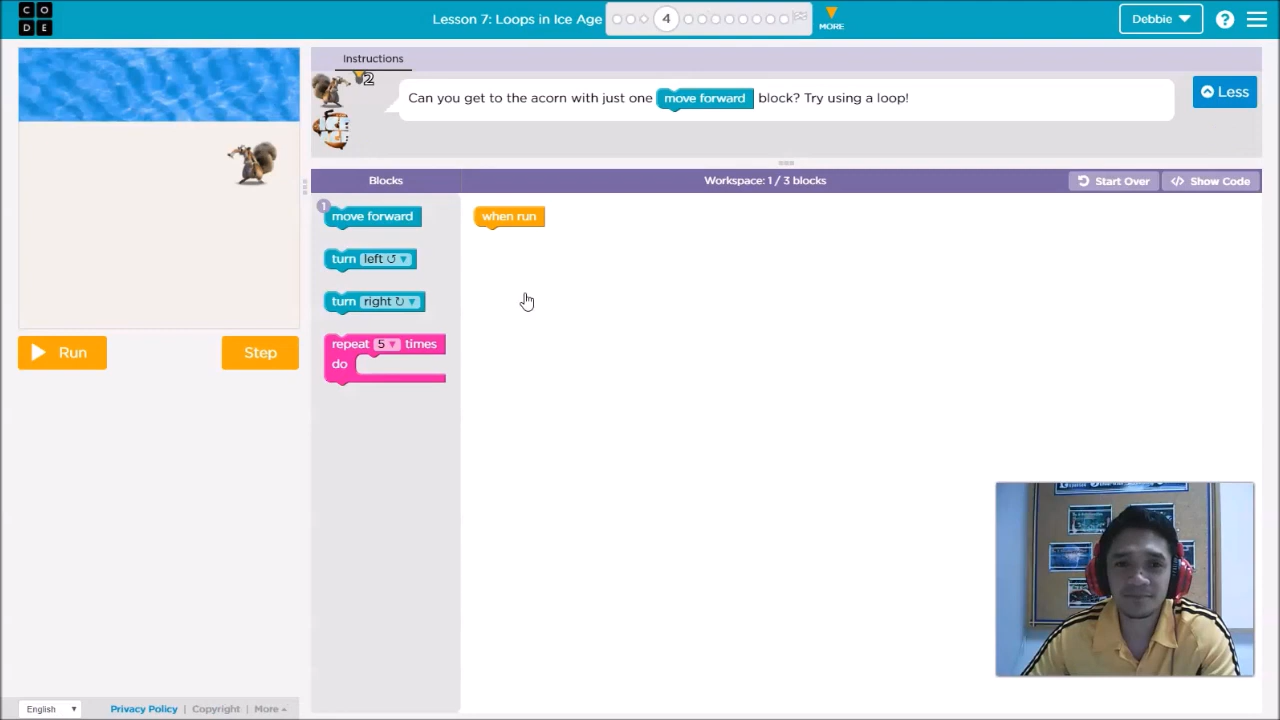 CO
DE
Lesson 7: Loops in Ice Age
4
MORE
Debbie
?
Instructions
2
Can you get to the acorn with just one move forward block? Try using a loop!
Less
Blocks
Workspace: 1 / 3 blocks
Start Over
</> Show Code
1
move forward
when run
turn left ↺ ▾
turn right ↻ ▾
repeat 5 ▾ times
do
Run
Step
English
Privacy Policy | Copyright | More